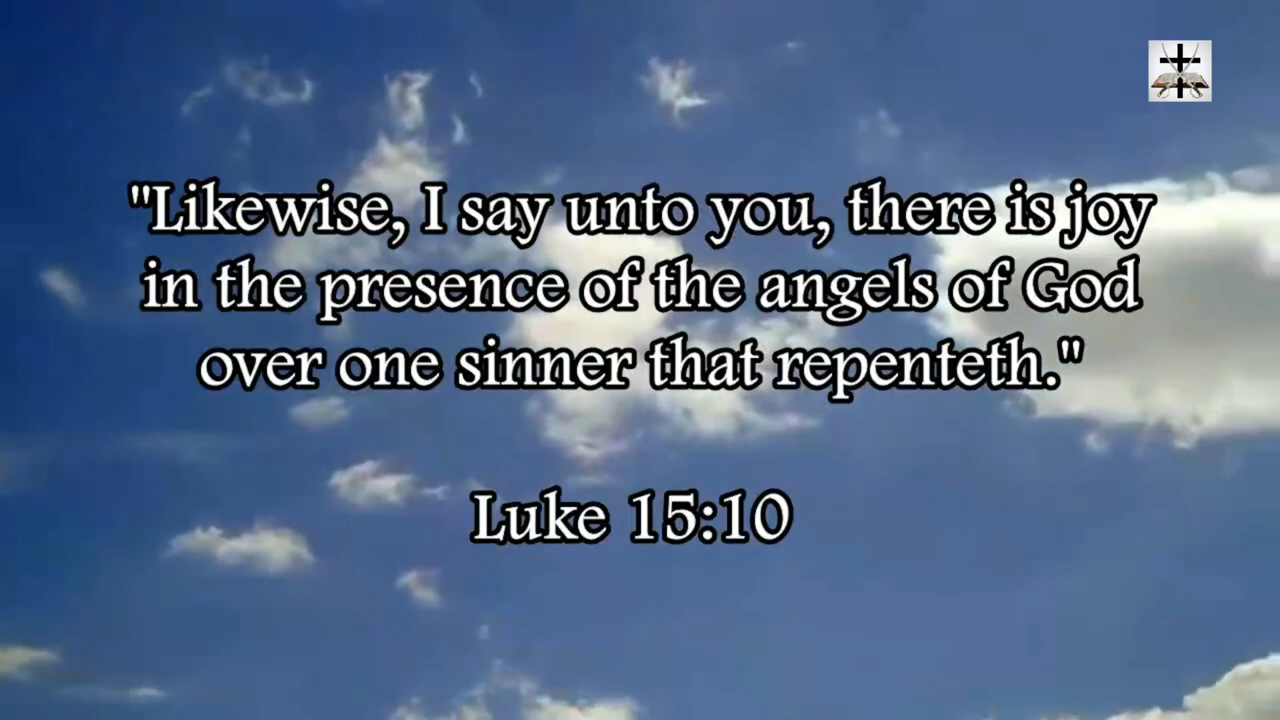 "Likewise, I say unto you, there is joy
in the presence of the angels of God
over one sinner that repenteth."
Luke 15:10